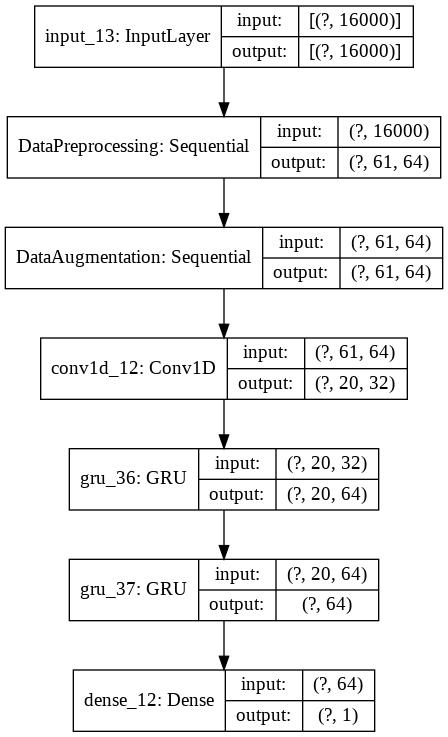 input_13: InputLayer
input: [(?, 16000)]
output: [(?, 16000)]
DataPreprocessing: Sequential
input: (?, 16000)
output: (?, 61, 64)
DataAugmentation: Sequential
input: (?, 61, 64)
output: (?, 61, 64)
conv1d_12: Conv1D
input: (?, 61, 64)
output: (?, 20, 32)
gru_36: GRU
input: (?, 20, 32)
output: (?, 20, 64)
gru_37: GRU
input: (?, 20, 64)
output: (?, 64)
dense_12: Dense
input: (?, 64)
output: (?, 1)